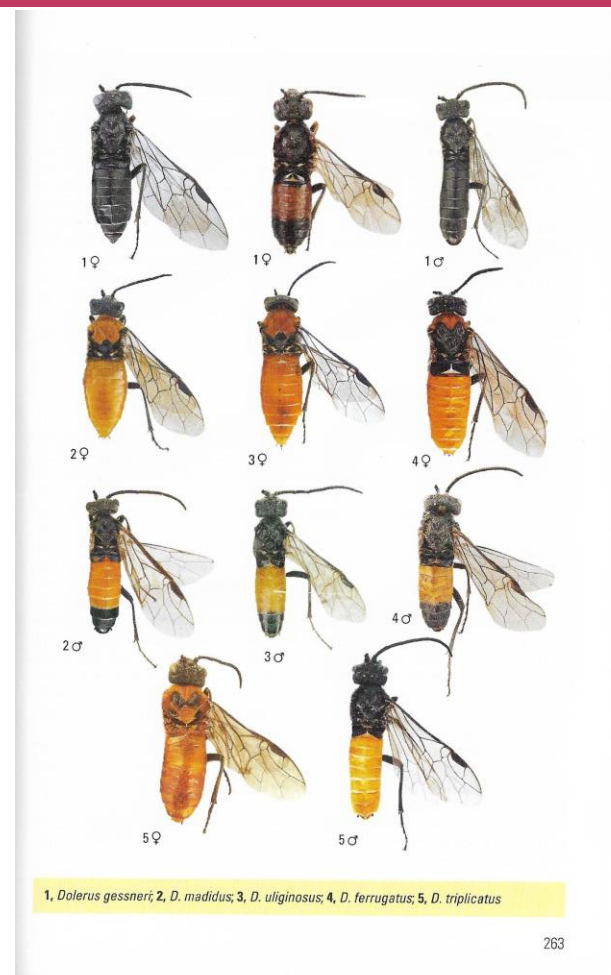 1♀ 1♀ 1♂
2♀ 3♀ 4♀
2♂ 3♂ 4♂
5♀ 5♂
1, Dolerus gessneri; 2, D. madidus; 3, D. uliginosus; 4, D. ferrugatus; 5, D. triplicatus
263